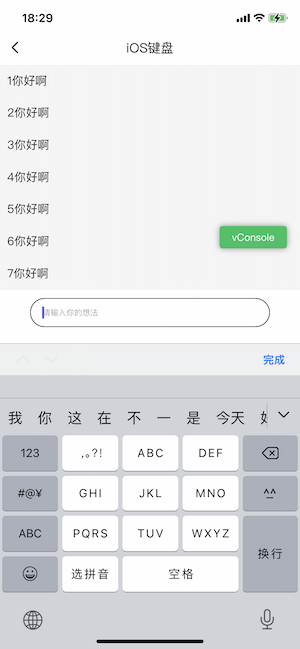 18:29
iOS键盘
1你好啊
2你好啊
3你好啊
4你好啊
5你好啊
6你好啊
vConsole
7你好啊
请输入你的想法
完成
我 你 这 在 不 一 是 今天
123 ,。?! ABC DEF
#@¥ GHI JKL MNO ^^
ABC PQRS TUV WXYZ 换行
选拼音 空格